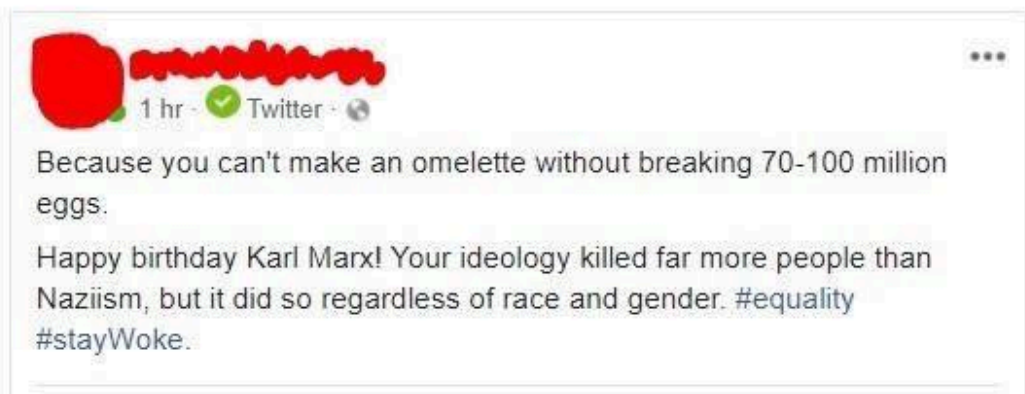 1 hr · Twitter ·
Because you can't make an omelette without breaking 70-100 million
eggs.
Happy birthday Karl Marx! Your ideology killed far more people than
Naziism, but it did so regardless of race and gender. #equality
#stayWoke.